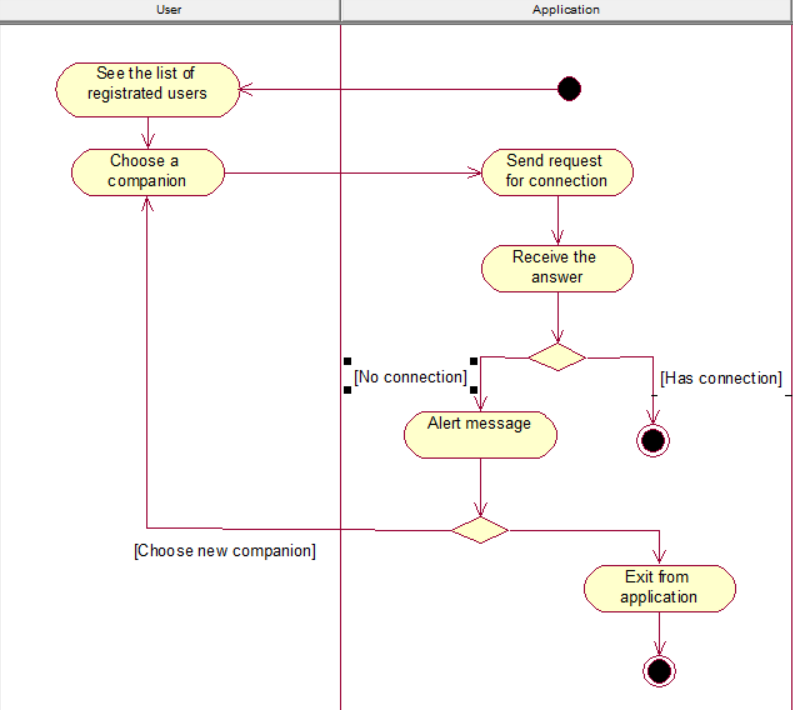 User
Application
See the list of
registrated users
Choose a
companion
Send request
for connection
Receive the
answer
[No connection]
[Has connection]
Alert message
[Choose new companion]
Exit from
application